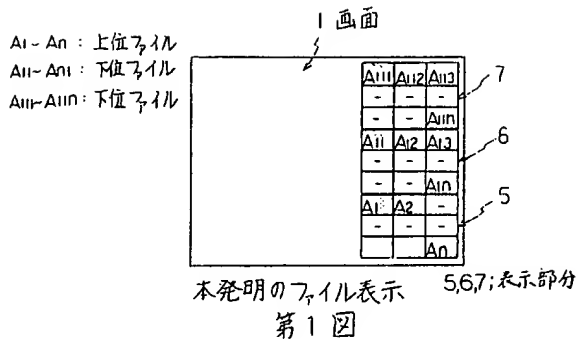 1 画面
A1~An : 上位ファイル
A11~An1 : 下位ファイル
A111~A11n : 下位ファイル
A111 A112 A113
- - -
- - A11n
7
A11 A12 A13
- - -
- - A1n
6
A1 A2 -
- - -
An
5
本発明のファイル表示
5,6,7;表示部分
第1図